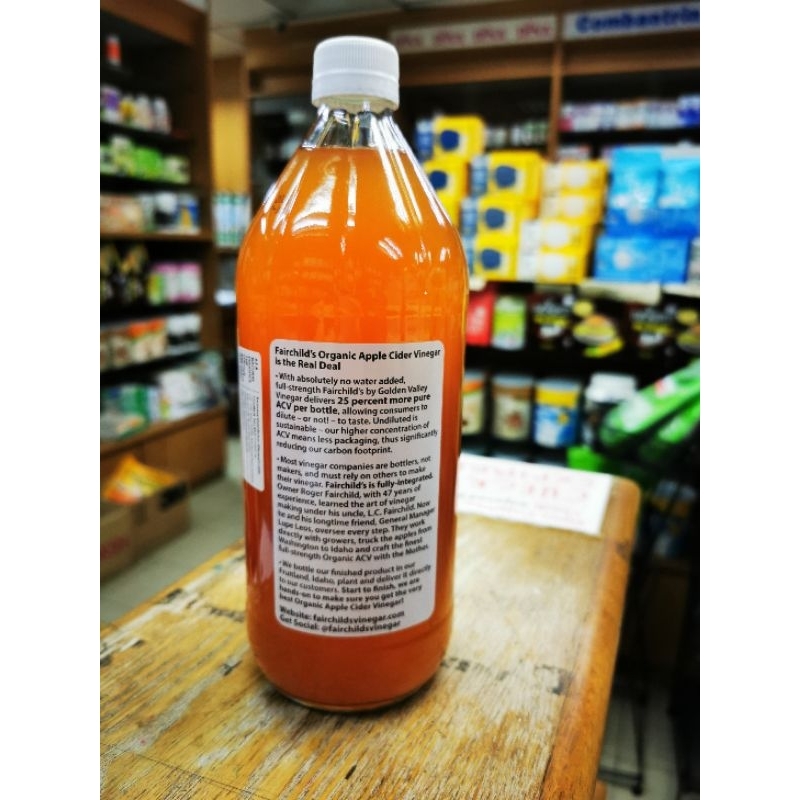 Combantrin
Fairchild's Organic Apple Cider Vinegar
is the Real Deal
• With absolutely no water added,
full-strength Fairchild's by Golden Valley
Vinegar delivers 25 percent more pure
ACV per bottle, allowing consumers to
dilute – or not! – to taste. Undiluted is
sustainable – our higher concentration of
ACV means less packaging, thus significantly
reducing our carbon footprint.
• Most vinegar companies are bottlers, not
makers, and must rely on others to make
their vinegar. Fairchild's is fully-integrated.
Owner Roger Fairchild, with 47 years of
experience, learned the art of vinegar
making under his uncle, L.C. Fairchild. Now
he and his longtime friend, General Manager
Lupe Leos, oversee every step. They work
directly with growers, truck the apples from
Washington to Idaho and craft the finest
full-strength Organic ACV with the Mother.
• We bottle our finished product in our
Fruitland, Idaho, plant and deliver it directly
to our customers. Start to finish, we are
hands-on to make sure you get the very
best Organic Apple Cider Vinegar!
Website: fairchildsvinegar.com
Get Social: @fairchildsvinegar